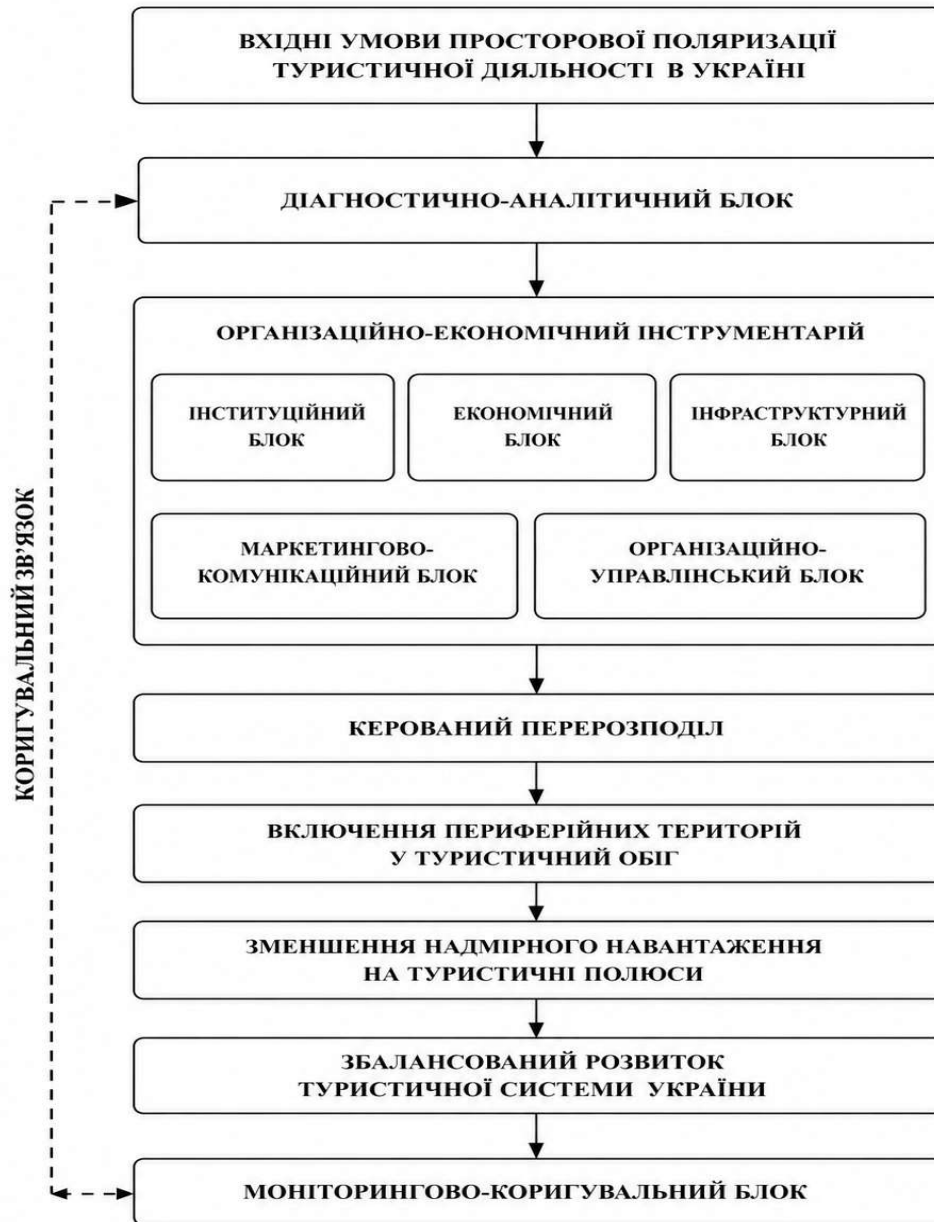 ВХІДНІ УМОВИ ПРОСТОРОВОЇ ПОЛЯРИЗАЦІЇ
ТУРИСТИЧНОЇ ДІЯЛЬНОСТІ В УКРАЇНІ
ДІАГНОСТИЧНО-АНАЛІТИЧНИЙ БЛОК
ОРГАНІЗАЦІЙНО-ЕКОНОМІЧНИЙ ІНСТРУМЕНТАРІЙ
ІНСТИТУЦІЙНИЙ
БЛОК
ЕКОНОМІЧНИЙ
БЛОК
ІНФРАСТРУКТУРНИЙ
БЛОК
МАРКЕТИНГОВО-
КОМУНІКАЦІЙНИЙ БЛОК
ОРГАНІЗАЦІЙНО-
УПРАВЛІНСЬКИЙ БЛОК
КЕРОВАНИЙ ПЕРЕРОЗПОДІЛ
ВКЛЮЧЕННЯ ПЕРИФЕРІЙНИХ ТЕРИТОРІЙ
У ТУРИСТИЧНИЙ ОБІГ
ЗМЕНШЕННЯ НАДМІРНОГО НАВАНТАЖЕННЯ
НА ТУРИСТИЧНІ ПОЛЮСИ
ЗБАЛАНСОВАНИЙ РОЗВИТОК
ТУРИСТИЧНОЇ СИСТЕМИ УКРАЇНИ
МОНІТОРИНГОВО-КОРИГУВАЛЬНИЙ БЛОК
КОРИГУВАЛЬНИЙ ЗВ'ЯЗОК